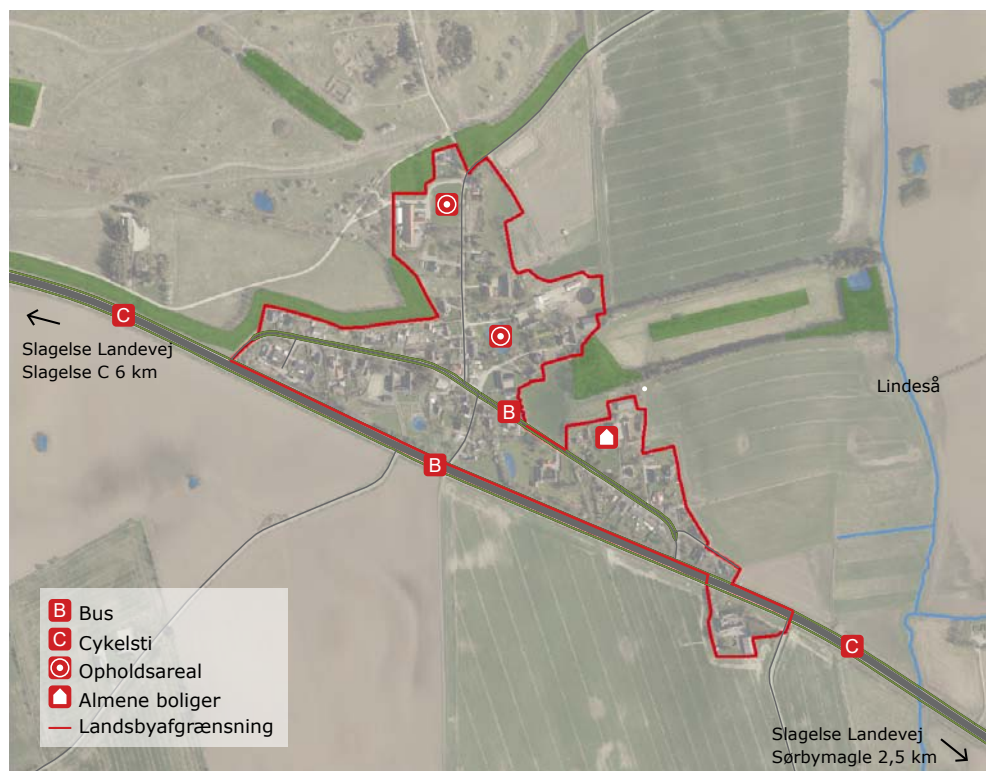 C
Slagelse Landevej
Slagelse C 6 km
Lindeså
B
B
C
B Bus
C Cykelsti
Opholdsareal
Almene boliger
Landsbyafgrænsning
Slagelse Landevej
Sørbymagle 2,5 km